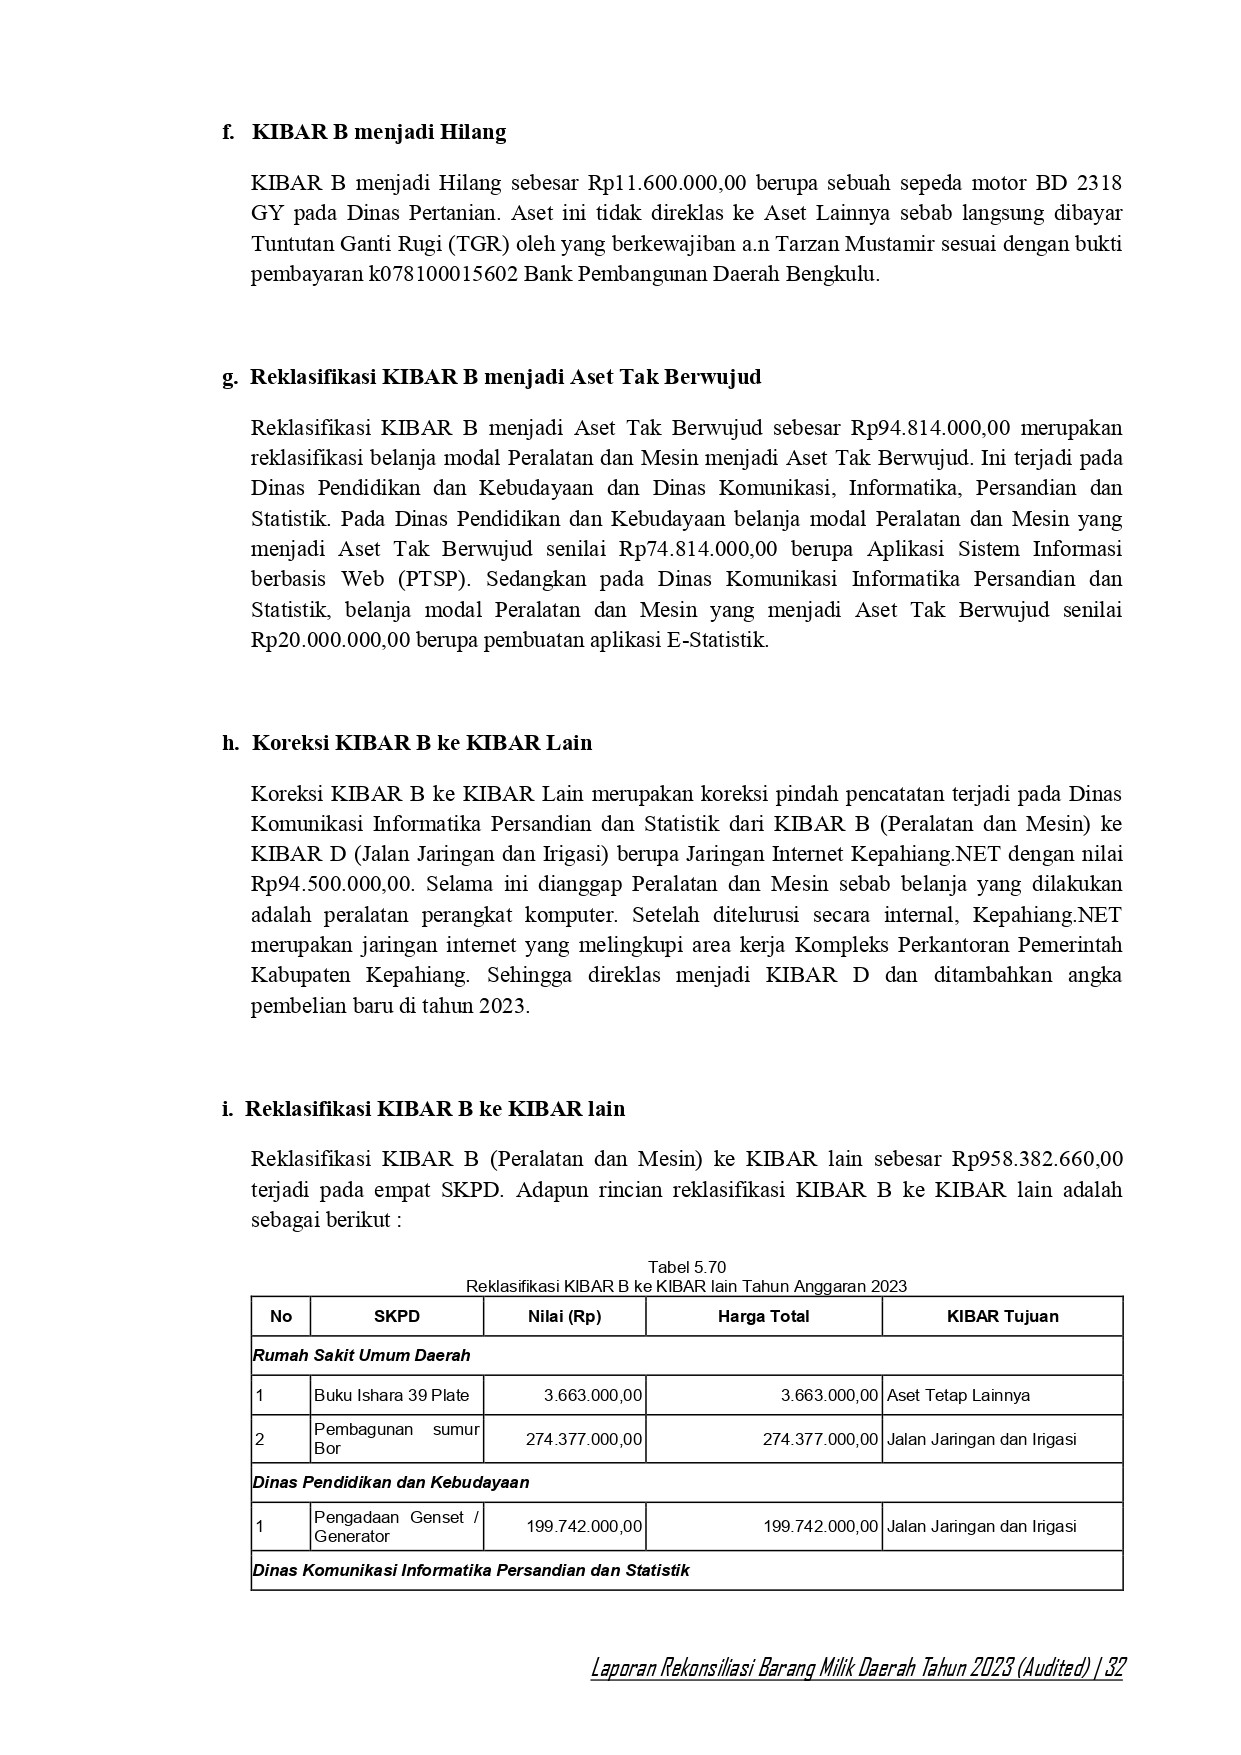 f. KIBAR B menjadi Hilang
KIBAR B menjadi Hilang sebesar Rp11.600.000,00 berupa sebuah sepeda motor BD 2318
GY pada Dinas Pertanian. Aset ini tidak direklas ke Aset Lainnya sebab langsung dibayar
Tuntutan Ganti Rugi (TGR) oleh yang berkewajiban a.n Tarzan Mustamir sesuai dengan bukti
pembayaran k078100015602 Bank Pembangunan Daerah Bengkulu.
g. Reklasifikasi KIBAR B menjadi Aset Tak Berwujud
Reklasifikasi KIBAR B menjadi Aset Tak Berwujud sebesar Rp94.814.000,00 merupakan
reklasifikasi belanja modal Peralatan dan Mesin menjadi Aset Tak Berwujud. Ini terjadi pada
Dinas Pendidikan dan Kebudayaan dan Dinas Komunikasi, Informatika, Persandian dan
Statistik. Pada Dinas Pendidikan dan Kebudayaan belanja modal Peralatan dan Mesin yang
menjadi Aset Tak Berwujud senilai Rp74.814.000,00 berupa Aplikasi Sistem Informasi
berbasis Web (PTSP). Sedangkan pada Dinas Komunikasi Informatika Persandian dan
Statistik, belanja modal Peralatan dan Mesin yang menjadi Aset Tak Berwujud senilai
Rp20.000.000,00 berupa pembuatan aplikasi E-Statistik.
h. Koreksi KIBAR B ke KIBAR Lain
Koreksi KIBAR B ke KIBAR Lain merupakan koreksi pindah pencatatan terjadi pada Dinas
Komunikasi Informatika Persandian dan Statistik dari KIBAR B (Peralatan dan Mesin) ke
KIBAR D (Jalan Jaringan dan Irigasi) berupa Jaringan Internet Kepahiang.NET dengan nilai
Rp94.500.000,00. Selama ini dianggap Peralatan dan Mesin sebab belanja yang dilakukan
adalah peralatan perangkat komputer. Setelah ditelurusi secara internal, Kepahiang.NET
merupakan jaringan internet yang melingkupi area kerja Kompleks Perkantoran Pemerintah
Kabupaten Kepahiang. Sehingga direklas menjadi KIBAR D dan ditambahkan angka
pembelian baru di tahun 2023.
i. Reklasifikasi KIBAR B ke KIBAR lain
Reklasifikasi KIBAR B (Peralatan dan Mesin) ke KIBAR lain sebesar Rp958.382.660,00
terjadi pada empat SKPD. Adapun rincian reklasifikasi KIBAR B ke KIBAR lain adalah
sebagai berikut :
Tabel 5.70
Reklasifikasi KIBAR B ke KIBAR lain Tahun Anggaran 2023
No SKPD Nilai (Rp) Harga Total KIBAR Tujuan
Rumah Sakit Umum Daerah
1 Buku Ishara 39 Plate 3.663.000,00 3.663.000,00 Aset Tetap Lainnya
2 Pembagunan sumur Bor 274.377.000,00 274.377.000,00 Jalan Jaringan dan Irigasi
Dinas Pendidikan dan Kebudayaan
1 Pengadaan Genset / Generator 199.742.000,00 199.742.000,00 Jalan Jaringan dan Irigasi
Dinas Komunikasi Informatika Persandian dan Statistik
Laporan Rekonsiliasi Barang Milik Daerah Tahun 2023 (Audited) | 32